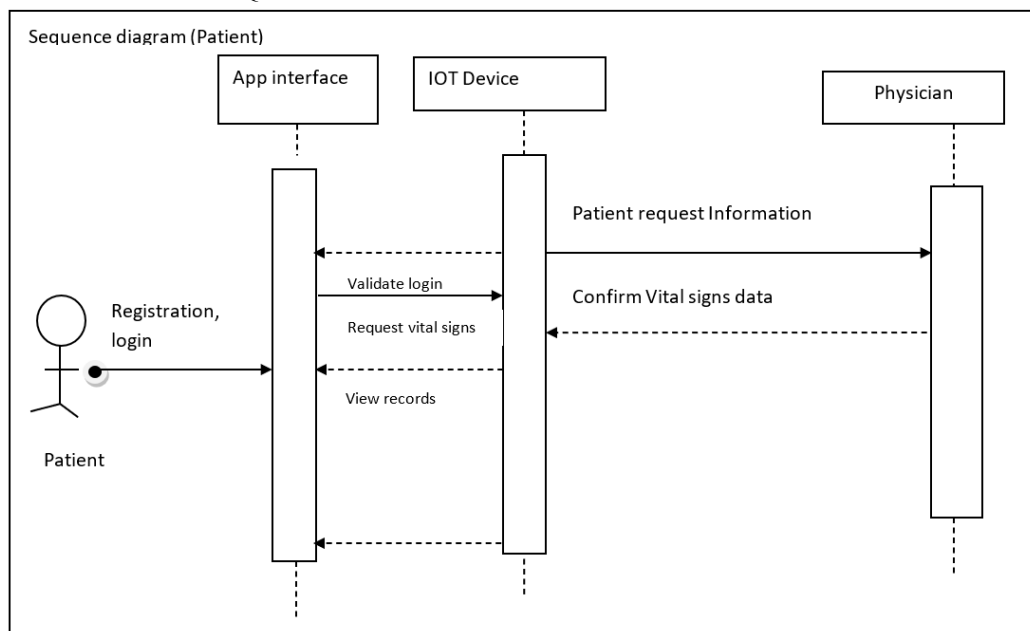 Sequence diagram (Patient)
App interface
IOT Device
Physician
Patient request Information
Validate login
Confirm Vital signs data
Registration,
login
Request vital signs
View records
Patient